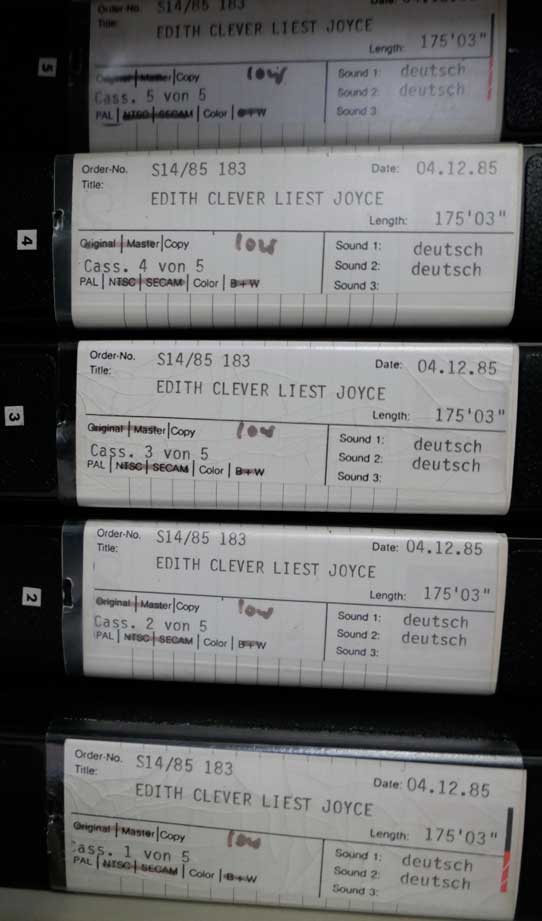 Order-No. S14/85 183 Date: 04.12.85
Title:
EDITH CLEVER LIEST JOYCE
Length: 175'03"
5
Original Master Copy low Sound 1: deutsch
Cass. 5 von 5 Sound 2: deutsch
PAL NTSC SECAM Color B+W Sound 3:
Order-No. S14/85 183 Date: 04.12.85
Title:
EDITH CLEVER LIEST JOYCE
Length: 175'03"
4
Original Master Copy low Sound 1: deutsch
Cass. 4 von 5 Sound 2: deutsch
PAL NTSC SECAM Color B+W Sound 3:
Order-No. S14/85 183 Date: 04.12.85
Title:
EDITH CLEVER LIEST JOYCE
Length: 175'03"
3
Original Master Copy low Sound 1: deutsch
Cass. 3 von 5 Sound 2: deutsch
PAL NTSC SECAM Color B+W Sound 3:
Order-No. S14/85 183 Date: 04.12.85
Title:
EDITH CLEVER LIEST JOYCE
Length: 175'03"
2
Original Master Copy low Sound 1: deutsch
Cass. 2 von 5 Sound 2: deutsch
PAL NTSC SECAM Color B+W Sound 3:
Order-No. S14/85 183 Date: 04.12.85
Title:
EDITH CLEVER LIEST JOYCE
Length: 175'03"
Original Master Copy low Sound 1: deutsch
Cass. 1 von 5 Sound 2: deutsch
PAL NTSC SECAM Color B+W Sound 3: